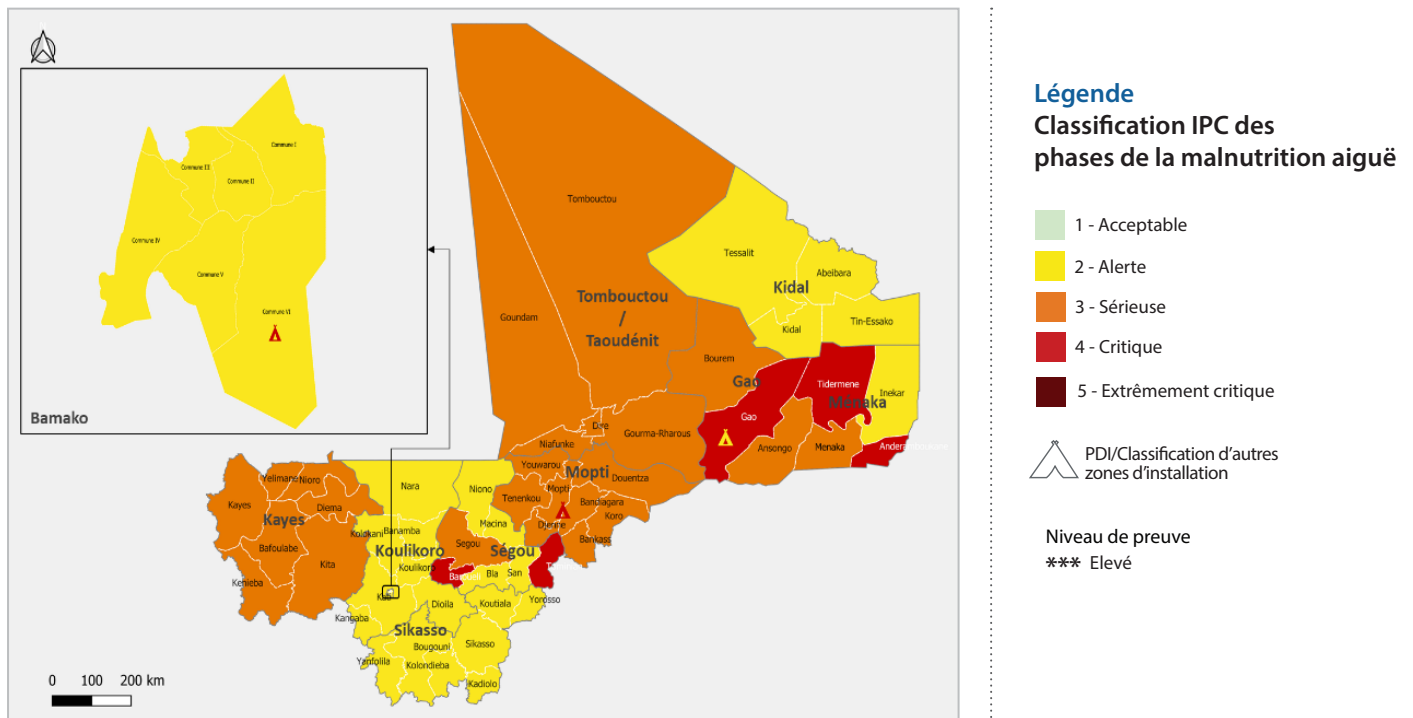 Commune I
Commune III
Commune II
Commune IV
Commune V
Commune VI
Bamako
Tombouctou
Goundam
Tombouctou
/
Taoudénit
Tessalit
Abeibara
Kidal
Kidal
Tin-Essako
Bourem
Gao
Gao
Tidermene
Ménaka
Inekar
Ansongo
Menaka
Gourma-Rharous
Niafunke
Youwarou
Mopti
Douentza
Tenenkou
Mopti
Bandiagara
Koro
Djenne
Bankass
Nara
Niono
Macina
Yelimane
Nioro
Diema
Kayes
Kayes
Bafoulabe
Kita
Kenieba
Kolokani
Banamba
Koulikoro
Koulikoro
Segou
Ségou
Bla
San
Kangaba
Dioila
Koutiala
Yorosso
Sikasso
Bougouni
Sikasso
Yanfolila
Kolondieba
Kadiolo
0 100 200 km
Légende
Classification IPC des
phases de la malnutrition aiguë
1 - Acceptable
2 - Alerte
3 - Sérieuse
4 - Critique
5 - Extrêmement critique
PDI/Classification d’autres
zones d’installation
Niveau de preuve
*** Elevé